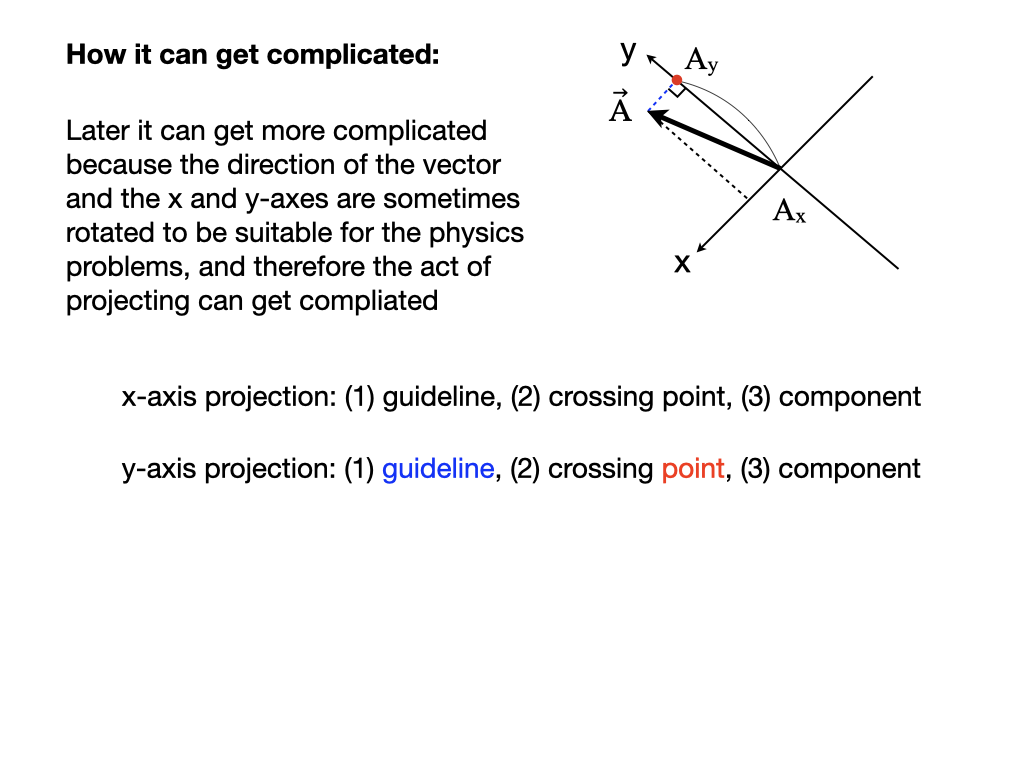 How it can get complicated:
Later it can get more complicated
because the direction of the vector
and the x and y-axes are sometimes
rotated to be suitable for the physics
problems, and therefore the act of
projecting can get compliated
y
A⃗
A_y
A_x
x
x-axis projection: (1) guideline, (2) crossing point, (3) component
y-axis projection: (1) guideline, (2) crossing point, (3) component